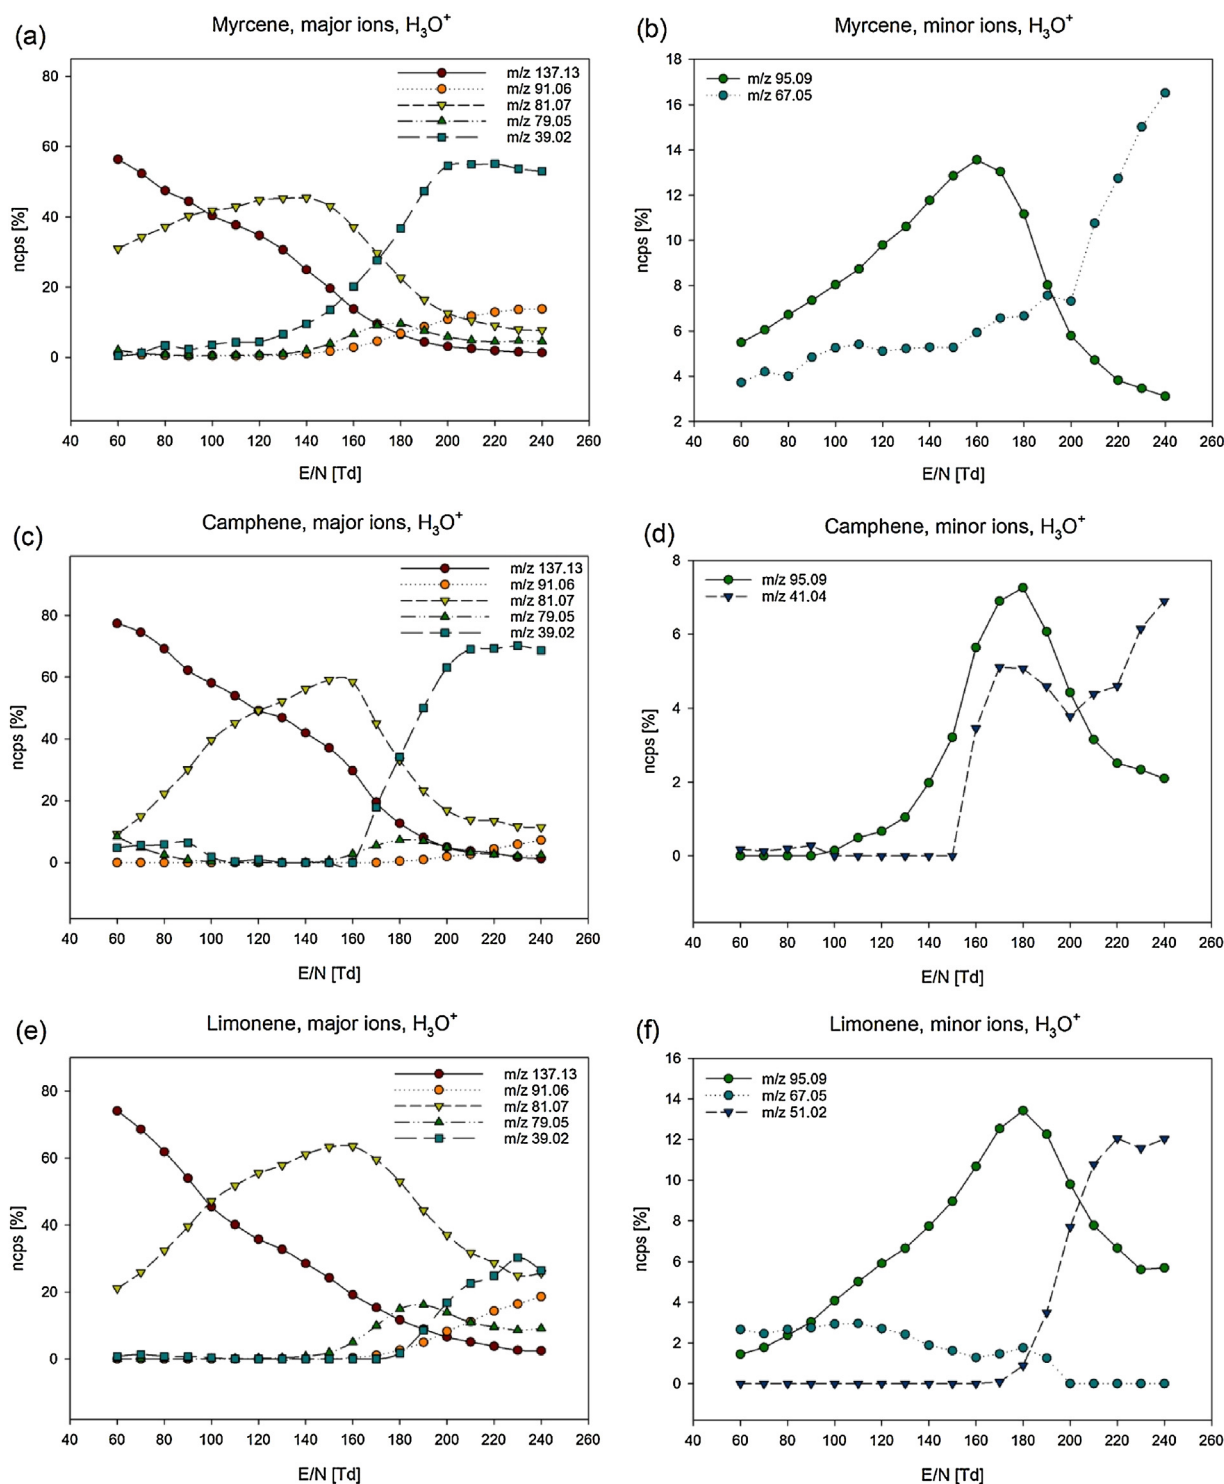 (a)
Myrcene, major ions, H₃O⁺
m/z 137.13
m/z 91.06
m/z 81.07
m/z 79.05
m/z 39.02
80
60
40
20
0
ncps [%]
40 60 80 100 120 140 160 180 200 220 240 260
E/N [Td]
(b)
Myrcene, minor ions, H₃O⁺
m/z 95.09
m/z 67.05
18
16
14
12
10
8
6
4
2
ncps [%]
40 60 80 100 120 140 160 180 200 220 240 260
E/N [Td]
(c)
Camphene, major ions, H₃O⁺
m/z 137.13
m/z 91.06
m/z 81.07
m/z 79.05
m/z 39.02
80
60
40
20
0
ncps [%]
40 60 80 100 120 140 160 180 200 220 240 260
E/N [Td]
(d)
Camphene, minor ions, H₃O⁺
m/z 95.09
m/z 41.04
8
6
4
2
0
ncps [%]
40 60 80 100 120 140 160 180 200 220 240 260
E/N [Td]
(e)
Limonene, major ions, H₃O⁺
m/z 137.13
m/z 91.06
m/z 81.07
m/z 79.05
m/z 39.02
80
60
40
20
0
ncps [%]
40 60 80 100 120 140 160 180 200 220 240 260
E/N [Td]
(f)
Limonene, minor ions, H₃O⁺
m/z 95.09
m/z 67.05
m/z 51.02
16
14
12
10
8
6
4
2
0
ncps [%]
40 60 80 100 120 140 160 180 200 220 240 260
E/N [Td]